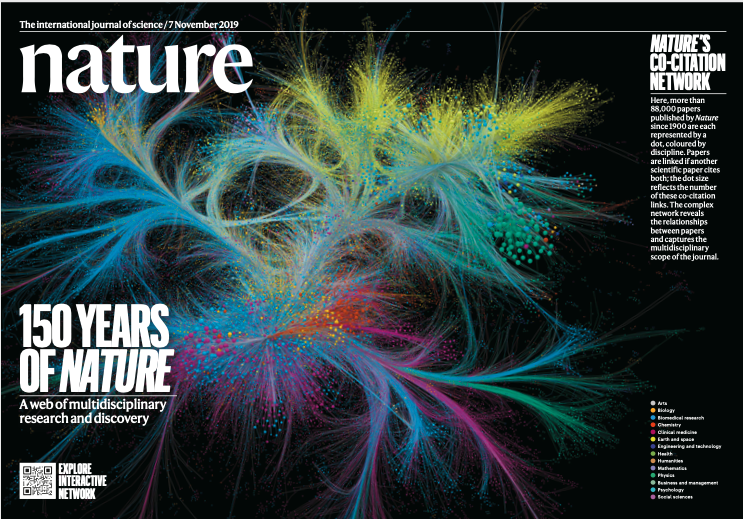 The international journal of science / 7 November 2019
nature
NATURE'S
CO-CITATION
NETWORK
Here, more than
88,000 papers
published by Nature
since 1900 are each
represented by a
dot, coloured by
discipline. Papers
are linked if another
scientific paper cites
both; the dot size
reflects the number
of these co-citation
links. The complex
network reveals
the relationships
between papers
and captures the
multidisciplinary
scope of the journal.
150 YEARS
OF NATURE
A web of multidisciplinary
research and discovery
EXPLORE
INTERACTIVE
NETWORK
Arts
Biology
Biomedical research
Chemistry
Clinical medicine
Earth and space
Engineering and technology
Health
Humanities
Mathematics
Physics
Business and management
Psychology
Social sciences